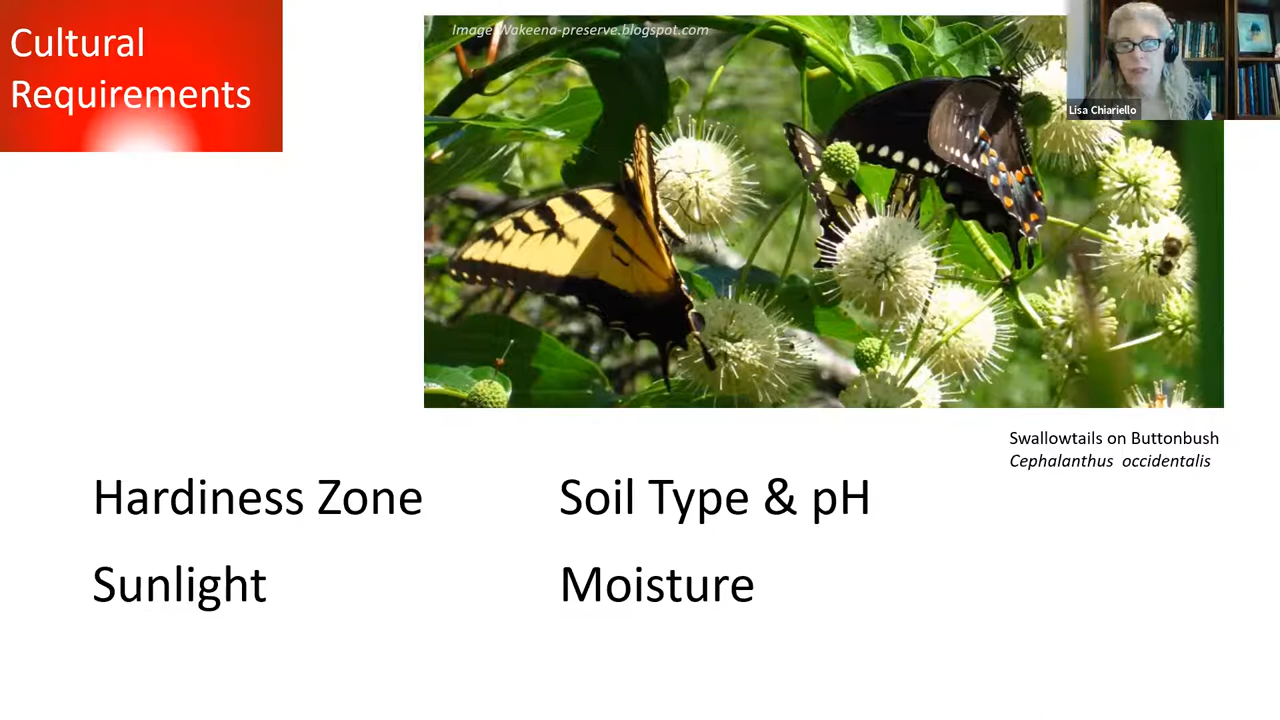 Cultural
Requirements
Image Wakeena-preserve.blogspot.com
Lisa Chiariello
Swallowtails on Buttonbush
Cephalanthus occidentalis
Hardiness Zone
Soil Type & pH
Sunlight
Moisture